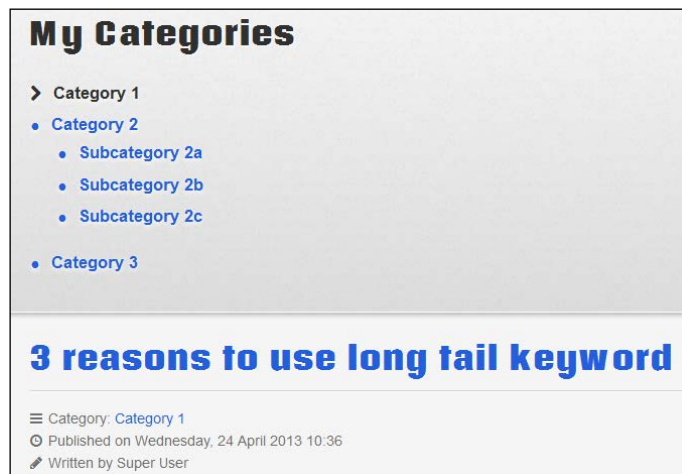 My Categories
Category 1
Category 2
Subcategory 2a
Subcategory 2b
Subcategory 2c
Category 3
3 reasons to use long tail keyword
Category: Category 1
Published on Wednesday, 24 April 2013 10:36
Written by Super User